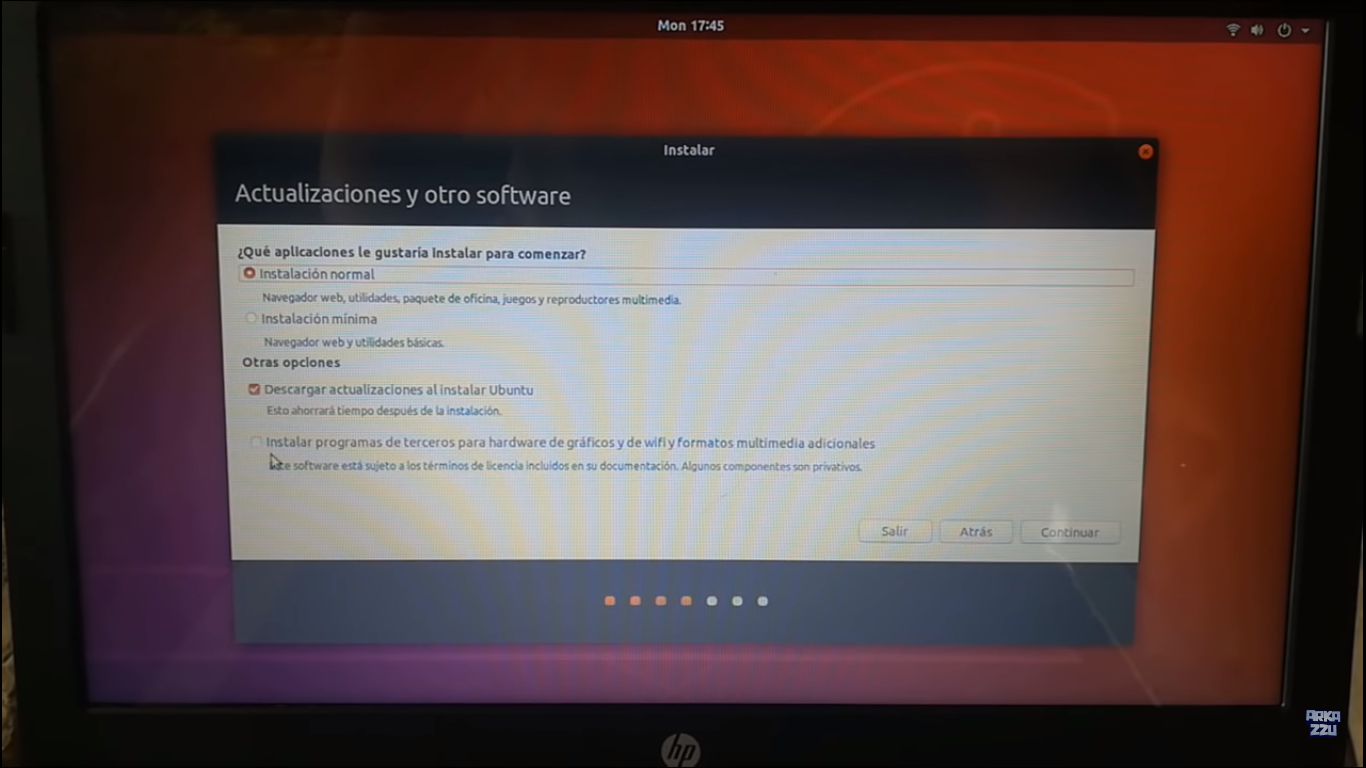 Mon 17:45
Instalar
Actualizaciones y otro software
¿Qué aplicaciones le gustaría Instalar para comenzar?
Instalación normal
Navegador web, utilidades, paquete de oficina, juegos y reproductores multimedia.
Instalación mínima
Navegador web y utilidades básicas.
Otras opciones
Descargar actualizaciones al instalar Ubuntu
Esto ahorrará tiempo después de la instalación.
Instalar programas de terceros para hardware de gráficos y de wifi y formatos multimedia adicionales
Este software está sujeto a los términos de licencia incluidos en su documentación. Algunos componentes son privativos.
Salir Atrás Continuar
hp
ARKA
ZZU